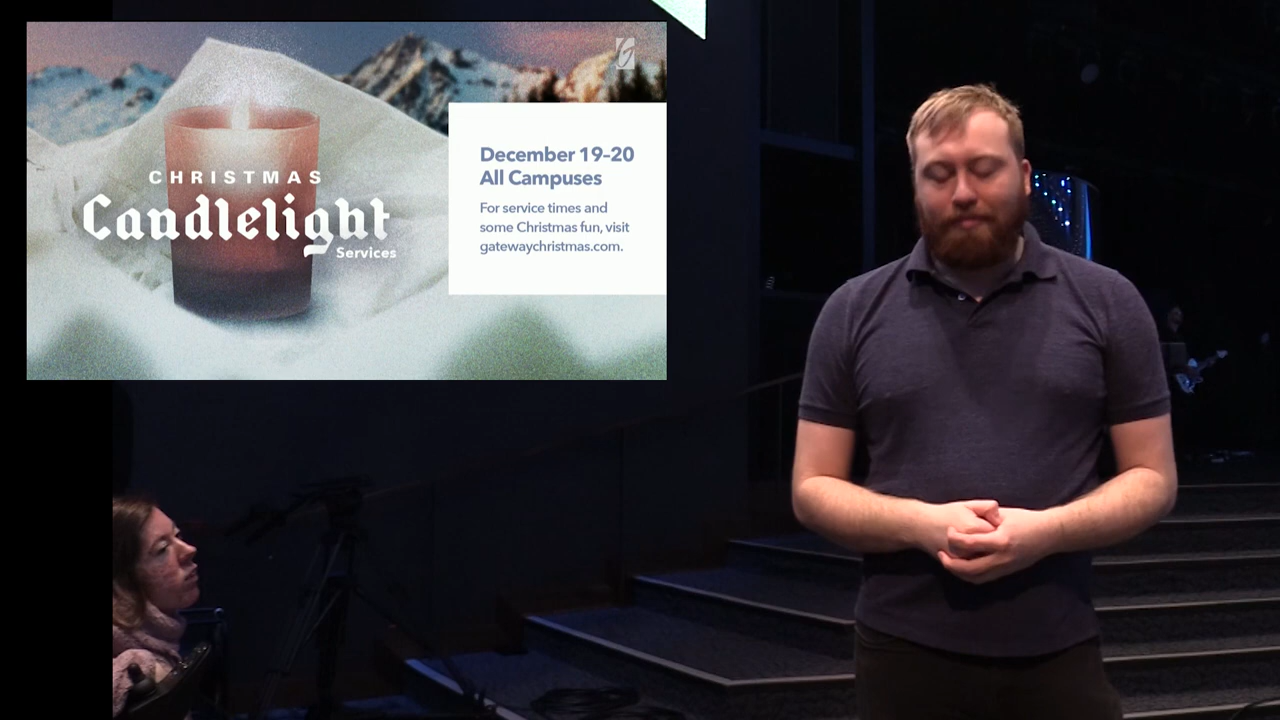 CHRISTMAS
Candlelight
Services
December 19-20
All Campuses
For service times and
some Christmas fun, visit
gatewaychristmas.com.